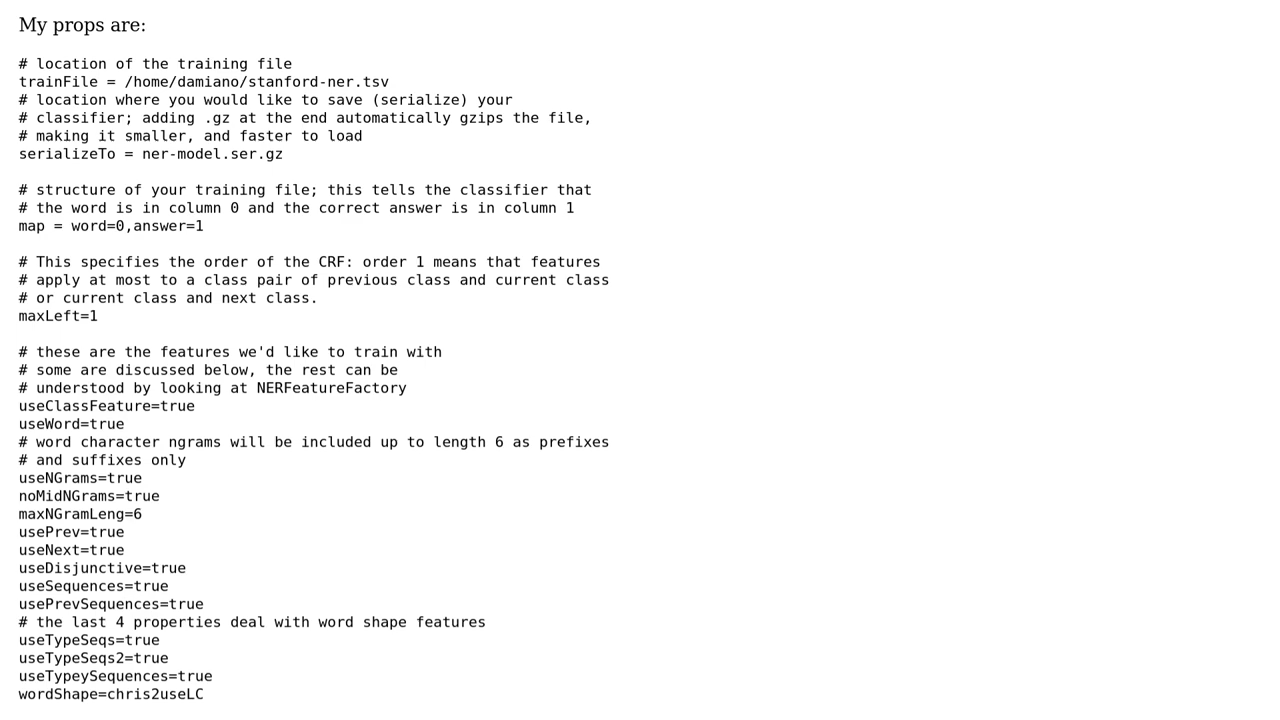 My props are:
# location of the training file
trainFile = /home/damiano/stanford-ner.tsv
# location where you would like to save (serialize) your
# classifier; adding .gz at the end automatically gzips the file,
# making it smaller, and faster to load
serializeTo = ner-model.ser.gz
# structure of your training file; this tells the classifier that
# the word is in column 0 and the correct answer is in column 1
map = word=0,answer=1
# This specifies the order of the CRF: order 1 means that features
# apply at most to a class pair of previous class and current class
# or current class and next class.
maxLeft=1
# these are the features we'd like to train with
# some are discussed below, the rest can be
# understood by looking at NERFeatureFactory
useClassFeature=true
useWord=true
# word character ngrams will be included up to length 6 as prefixes
# and suffixes only
useNGrams=true
noMidNGrams=true
maxNGramLeng=6
usePrev=true
useNext=true
useDisjunctive=true
useSequences=true
usePrevSequences=true
# the last 4 properties deal with word shape features
useTypeSeqs=true
useTypeSeqs2=true
useTypeySequences=true
wordShape=chris2useLC